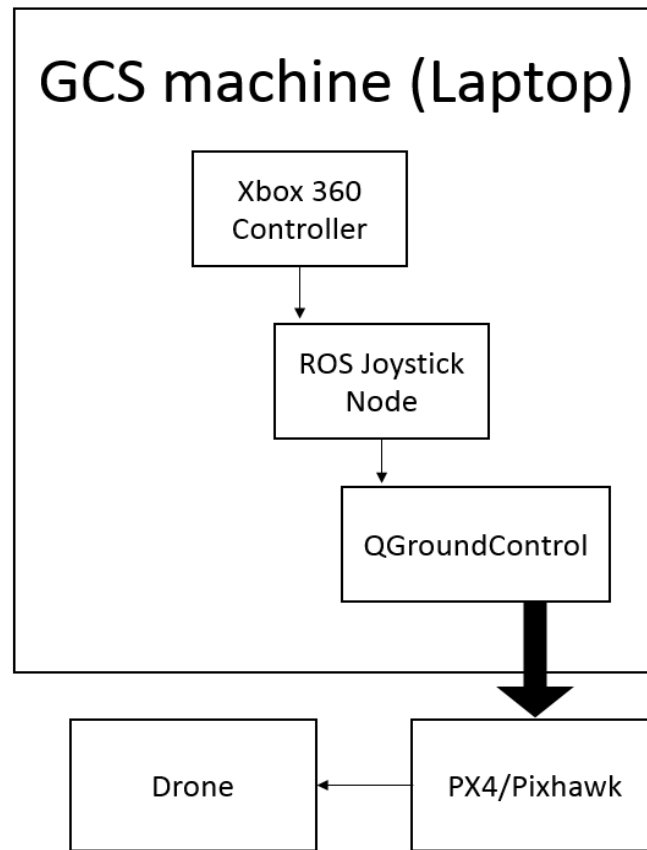 GCS machine (Laptop)
Xbox 360
Controller
ROS Joystick
Node
QGroundControl
Drone
PX4/Pixhawk